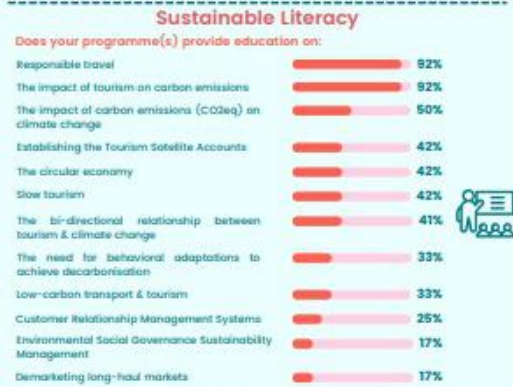 Sustainable Literacy
Does your programme(s) provide education on:
Responsible travel 92%
The impact of tourism on carbon emissions 92%
The impact of carbon emissions (CO2eq) on 50%
climate change
Establishing the Tourism Satellite Accounts 42%
The circular economy 42%
Slow tourism 42%
The bi-directional relationship between 41%
tourism & climate change
The need for behavioral adaptations to 33%
achieve decarbonisation
Low-carbon transport & tourism 33%
Customer Relationship Management Systems 25%
Environmental Social Governance Sustainability 17%
Management
Demarketing long-haul markets 17%